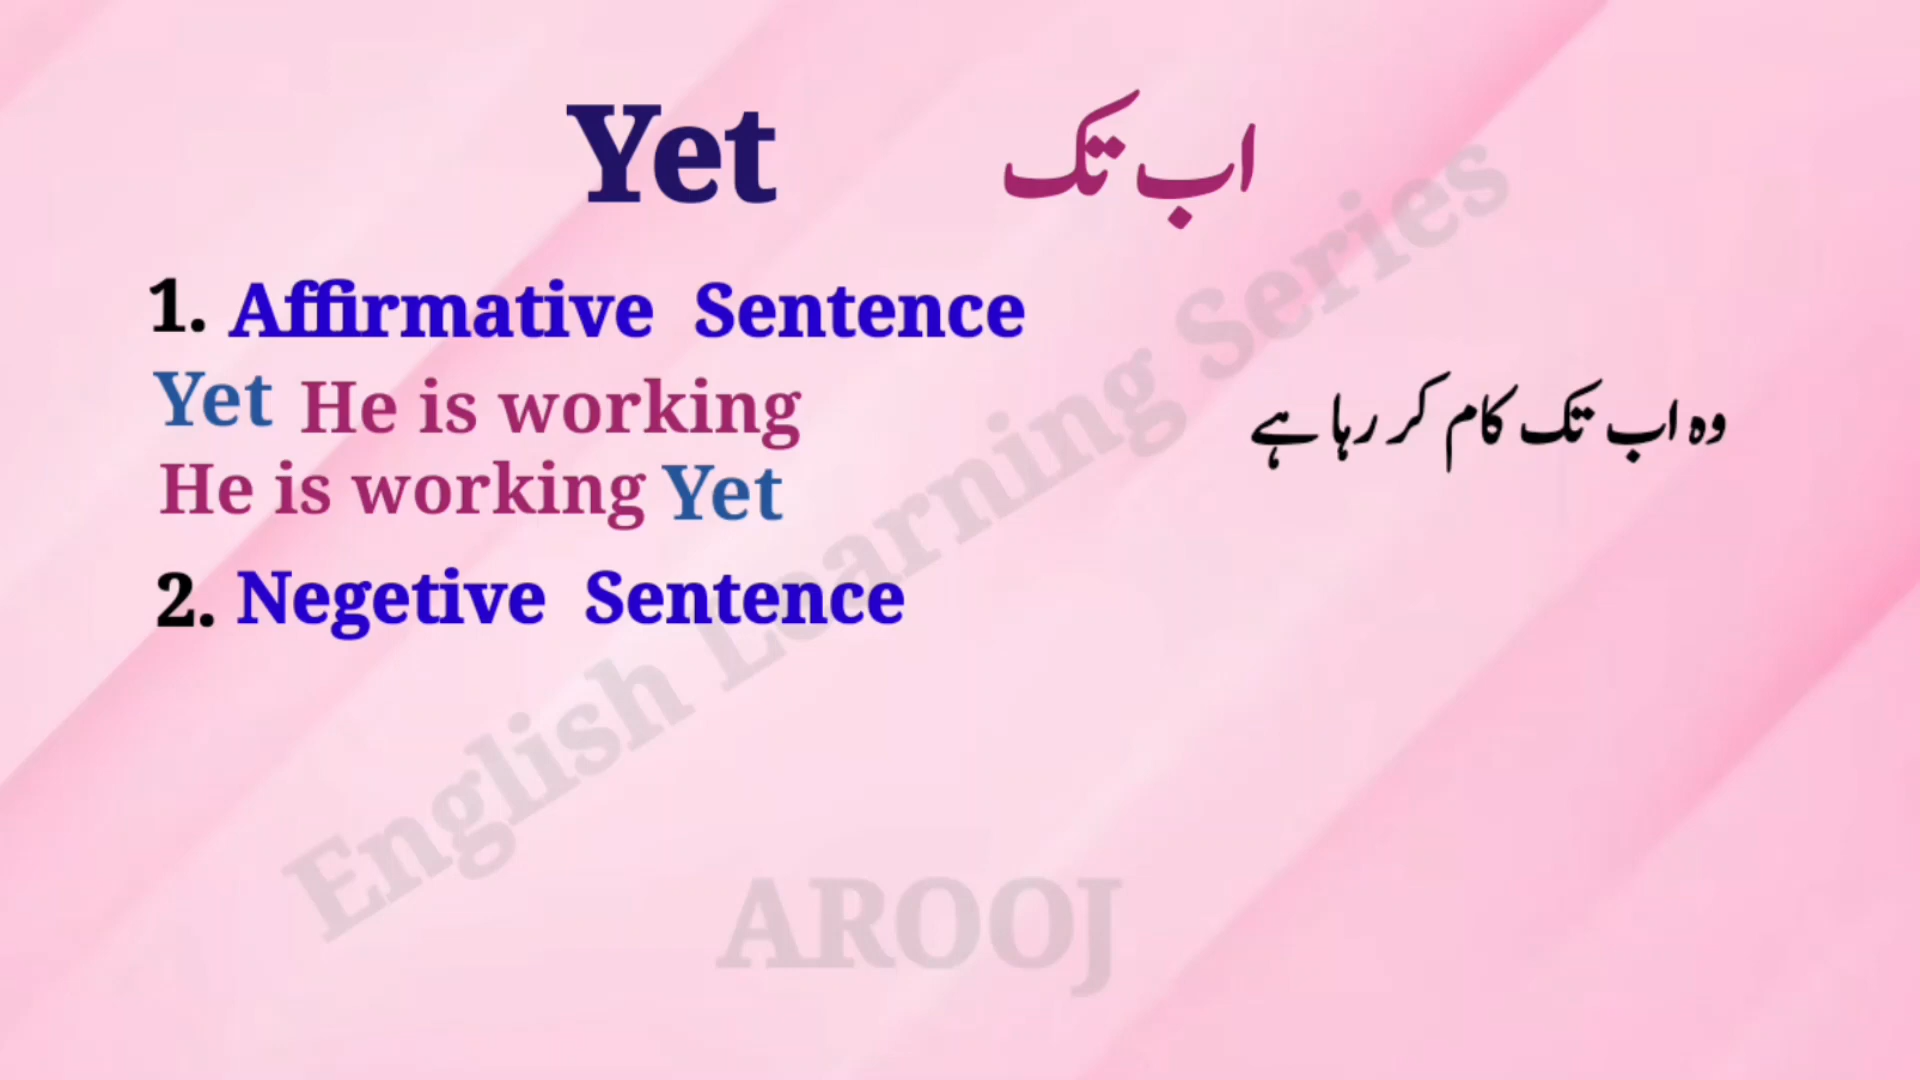 Yet اب تک
1. Affirmative Sentence
Yet He is working
وہ اب تک کام کر رہا ہے
He is working Yet
2. Negetive Sentence
English Learning Series
AROOJ